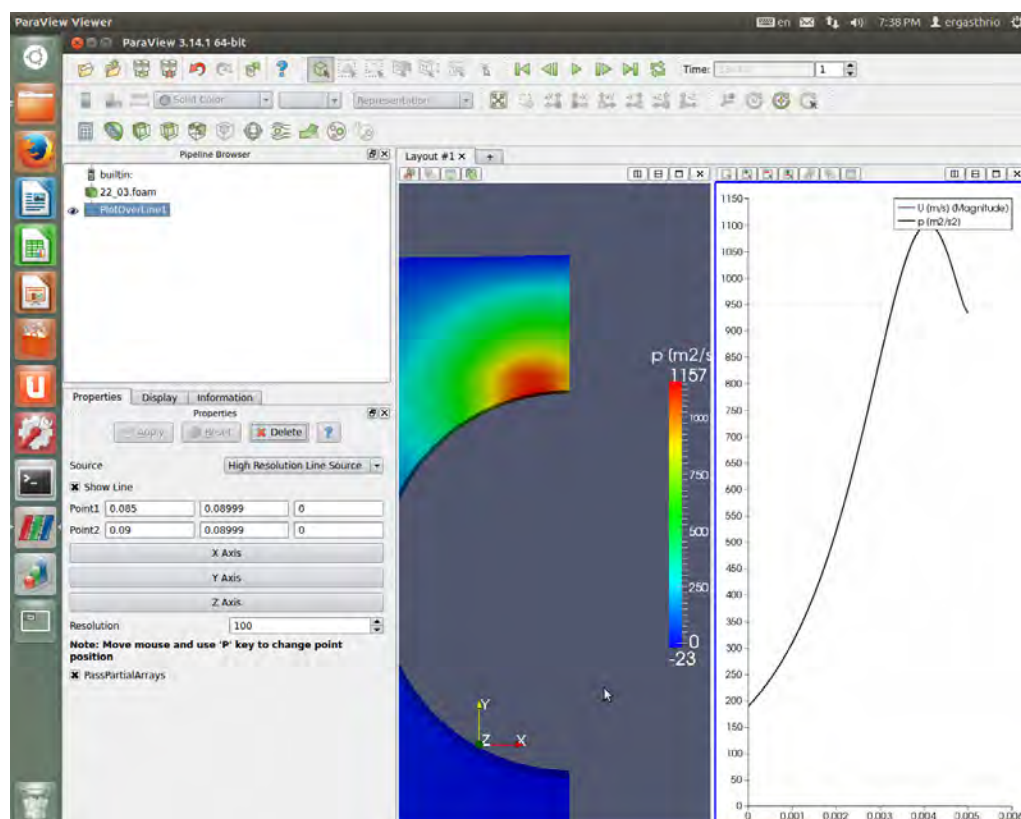 ParaView Viewer
en
7:38 PM
ergasthrio
ParaView 3.14.1 64-bit
Time:
1
Solid Color
Representation
Pipeline Browser
builtin:
22_03.foam
PlotOverLine1
Properties
Display
Information
Properties
Apply
Reset
Delete
?
Source
High Resolution Line Source
Show Line
Point1 0.085 0.08999 0
Point2 0.09 0.08999 0
X Axis
Y Axis
Z Axis
Resolution 100
Note: Move mouse and use 'P' key to change point
position
PassPartialArrays
Layout #1
p (m2/s
1157
1000
750
500
250
0
-23
Y
Z
X
U (m/s) (Magnitude)
p (m2/s2)
1150
1100
1050
1000
950
900
850
800
750
700
650
600
550
500
450
400
350
300
250
200
150
100
50
0
0 0.001 0.002 0.003 0.004 0.005 0.006